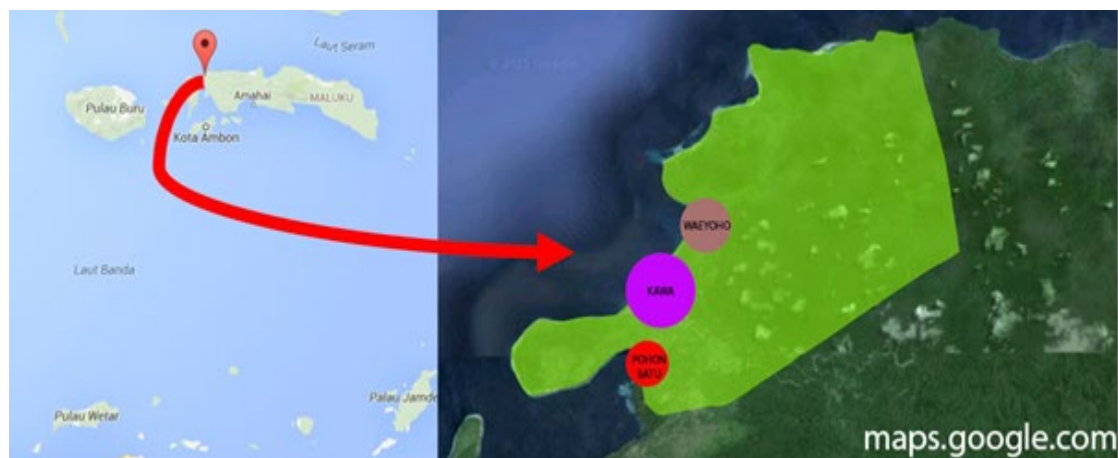 Laut Seram
Amahai
MALUKU
Pulau Buru
Kota Ambon
Laut Banda
Pulau Wetar
Palau Jamde
WAEYOHO
KAWA
POHON
BATU
maps.google.com